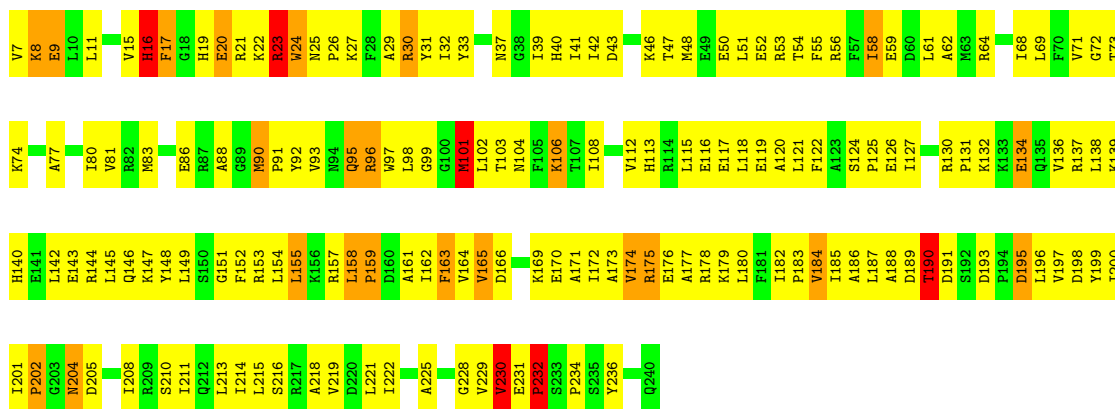 V7 K8 E9 L10 L11 V15 H16 F17 G18 H19 E20 R21 K22 R23 W24 N25 P26 K27 F28 A29 R30 Y31 I32 Y33 N37 G38 I39 H40 I41 I42 D43 K46 T47 M48 E49 E50 L51 E52 R53 T54 F55 R56 F57 I58 E59 D60 L61 A62 M63 R64 I68 L69 F70 V71 G72 T73
K74 A77 I80 V81 R82 M83 E86 R87 A88 G89 M90 P91 Y92 V93 N94 Q95 R96 W97 L98 G99 G100 M101 L102 T103 N104 F105 K106 T107 I108 V112 H113 R114 L115 E116 E117 L118 E119 A120 L121 F122 A123 S124 P125 E126 I127 R130 P131 K132 K133 E134 Q135 V136 R137 L138 K139
H140 E141 L142 E143 R144 L145 Q146 K147 Y148 L149 S150 G151 F152 R153 L154 L155 K156 R157 L158 P159 D160 A161 I162 F163 V164 V165 D166 K169 E170 A171 I172 A173 V174 R175 E176 A177 R178 K179 L180 F181 I182 P183 V184 I185 A186 L187 A188 D189 T190 D191 S192 D193 P194 D195 L196 V197 D198 Y199 I200
I201 P202 G203 N204 D205 I208 R209 S210 I211 Q212 L213 I214 L215 S216 R217 A218 V219 D220 L221 I222 A225 G228 V229 V230 E231 P232 S233 P234 S235 Y236 Q240